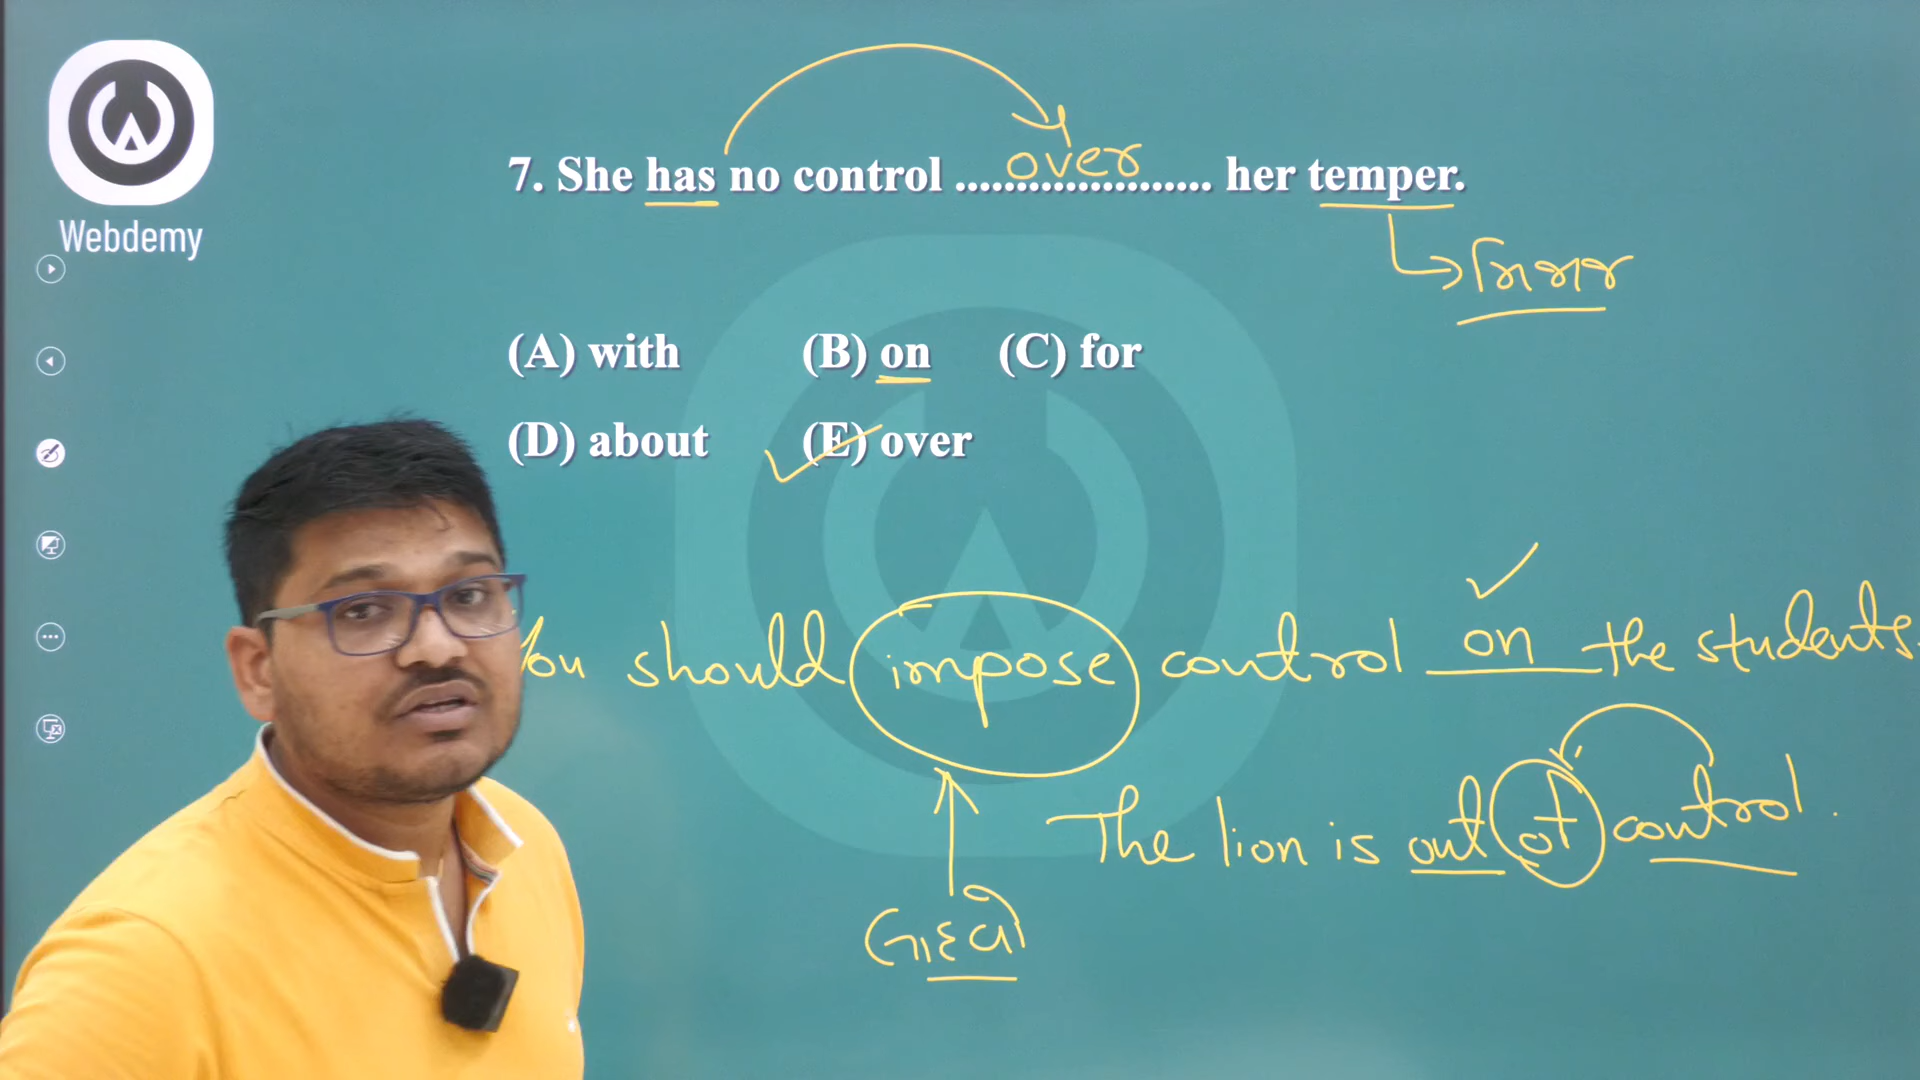 Webdemy
over
7. She has no control ..................... her temper.
મિજાજ
(A) with (B) on (C) for
(D) about (E) over
You should impose control on the students.
The lion is out of control.
લાદવો